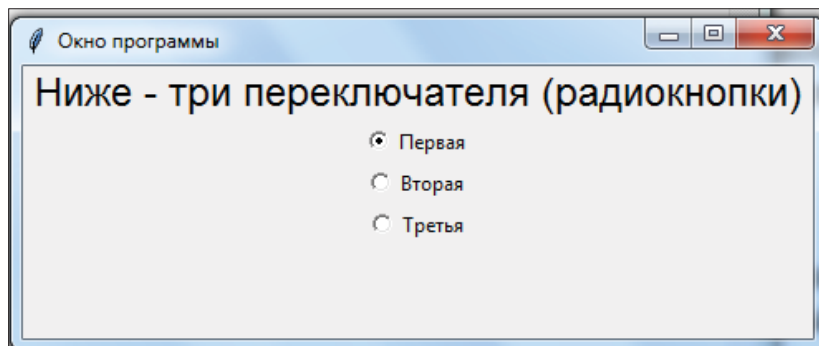 Окно программы
Ниже - три переключателя (радиокнопки)
Первая
Вторая
Третья